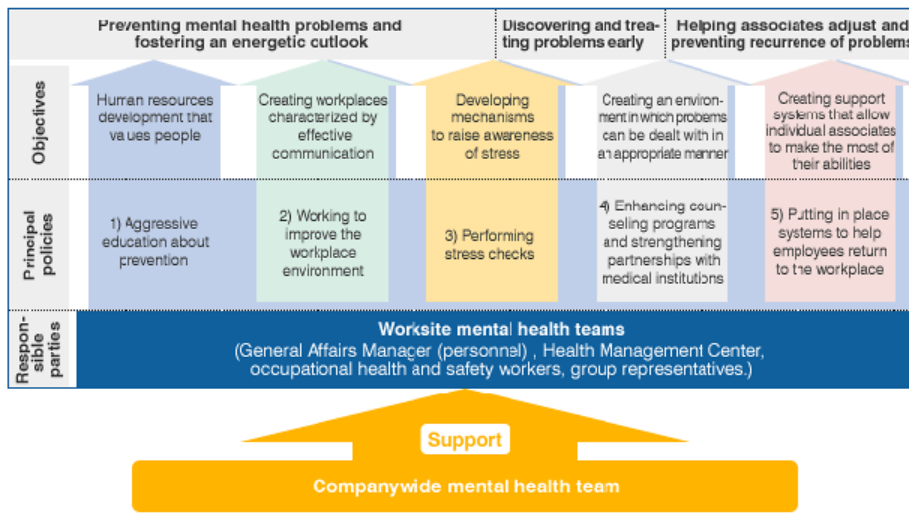 Preventing mental health problems and
fostering an energetic cutlook
Discovering and trea-
ting problems early
Helping associates adjust and
preventing recurrence of problems
Objectives
Human resources
development that
values people
Creating workplaces
characterized by
effective
communication
Developing
mechanisms
to raise awareness
of stress
Creating an environ-
ment in which problems
can be dealt with in
an appropriate manner
Creating support
systems that allow
individual associates
to make the most of
their abilities
Principal
policies
1) Aggressive
education about
prevention
2) Working to
improve the
workplace
environment
3) Performing
stress checks
4) Enhancing coun-
seling programs
and strengthening
partnerships with
medical institutions
5) Putting in place
systems to help
employees return
to the workplace
Respon-
sible
parties
Worksite mental health teams
(General Affairs Manager (personnel) , Health Management Center,
occupational health and safety workers, group representatives.)
Support
Companywide mental health team